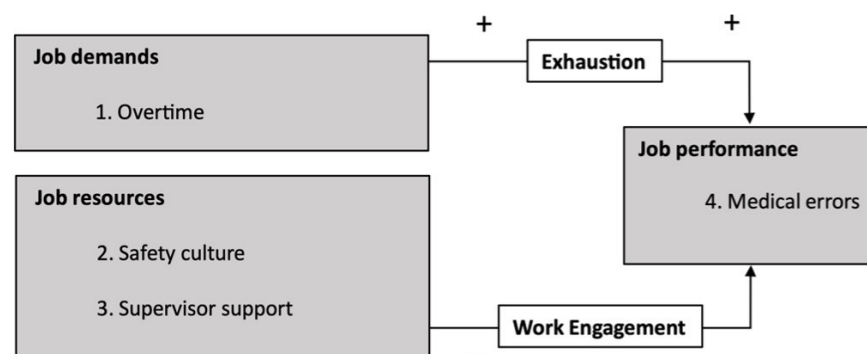 +
+
Job demands
Exhaustion
1. Overtime
Job performance
4. Medical errors
Job resources
2. Safety culture
3. Supervisor support
Work Engagement